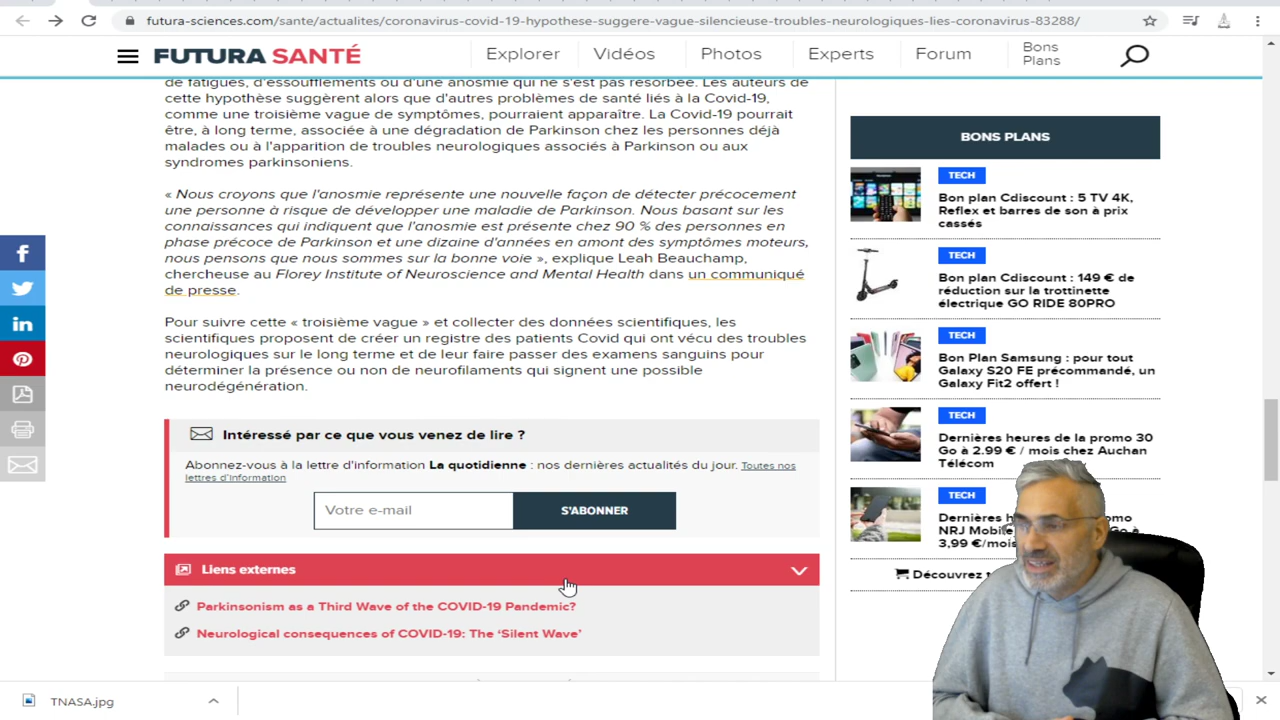 futura-sciences.com/sante/actualites/coronavirus-covid-19-hypothese-suggere-vague-silencieuse-troubles-neurologiques-lies-coronavirus-83288/
FUTURA SANTÉ
Explorer
Vidéos
Photos
Experts
Forum
Bons
Plans
de fatigues, d'essoufflements ou d'une anosmie qui ne s'est pas résorbée. Les auteurs de
cette hypothèse suggèrent alors que d'autres problèmes de santé liés à la Covid-19,
comme une troisième vague de symptômes, pourraient apparaître. La Covid-19 pourrait
être, à long terme, associée à une dégradation de Parkinson chez les personnes déjà
malades ou à l'apparition de troubles neurologiques associés à Parkinson ou aux
syndromes parkinsoniens.
« Nous croyons que l'anosmie représente une nouvelle façon de détecter précocement
une personne à risque de développer une maladie de Parkinson. Nous basant sur les
connaissances qui indiquent que l'anosmie est présente chez 90 % des personnes en
phase précoce de Parkinson et une dizaine d'années en amont des symptômes moteurs,
nous pensons que nous sommes sur la bonne voie », explique Leah Beauchamp,
chercheuse au Florey Institute of Neuroscience and Mental Health dans un communiqué
de presse.
Pour suivre cette « troisième vague » et collecter des données scientifiques, les
scientifiques proposent de créer un registre des patients Covid qui ont vécu des troubles
neurologiques sur le long terme et de leur faire passer des examens sanguins pour
déterminer la présence ou non de neurofilaments qui signent une possible
neurodégénération.
Intéressé par ce que vous venez de lire ?
Abonnez-vous à la lettre d'information La quotidienne : nos dernières actualités du jour. Toutes nos
lettres d'information
Votre e-mail
S'ABONNER
Liens externes
Parkinsonism as a Third Wave of the COVID-19 Pandemic?
Neurological consequences of COVID-19: The 'Silent Wave'
BONS PLANS
TECH
Bon plan Cdiscount : 5 TV 4K,
Reflex et barres de son à prix
cassés
TECH
Bon plan Cdiscount : 149 € de
réduction sur la trottinette
électrique GO RIDE 80PRO
TECH
Bon Plan Samsung : pour tout
Galaxy S20 FE précommandé, un
Galaxy Fit2 offert !
TECH
Dernières heures de la promo 30
Go à 2.99 € / mois chez Auchan
Télécom
TECH
Dernières
NRJ Mobile
3,99 €/mois
Découvrez
TNASA.jpg